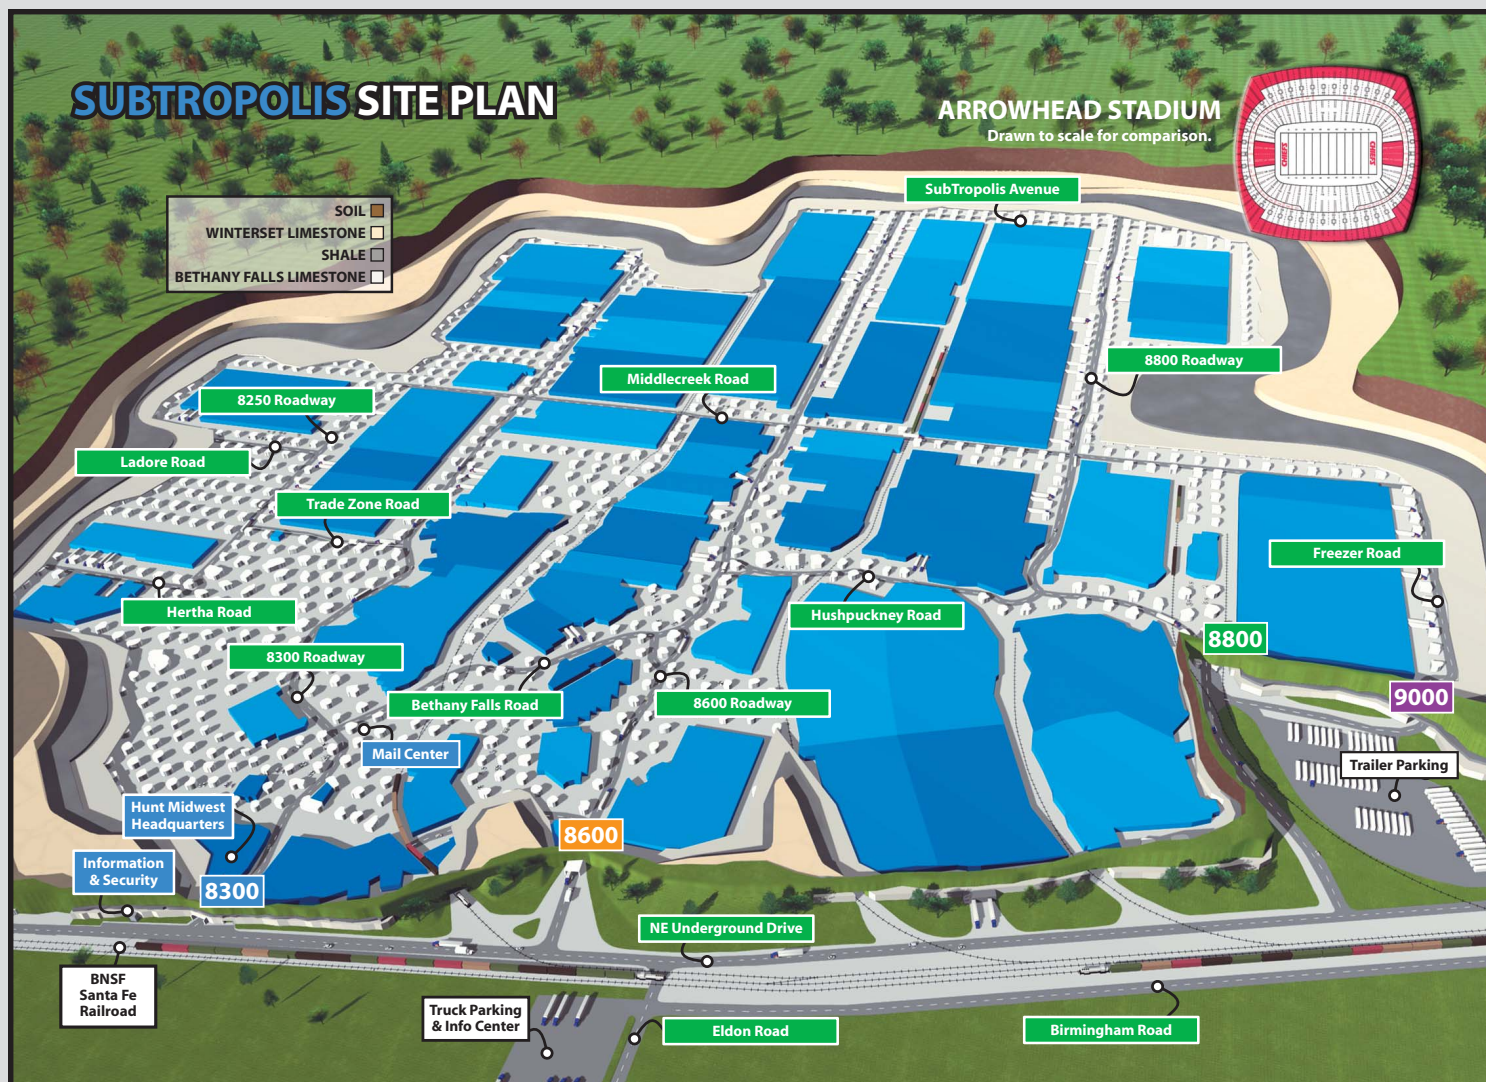 SUBTROPOLIS SITE PLAN
ARROWHEAD STADIUM
Drawn to scale for comparison.
CHIEFS
CHIEFS
SOIL
WINTERSET LIMESTONE
SHALE
BETHANY FALLS LIMESTONE
SubTropolis Avenue
8800 Roadway
Middlecreek Road
8250 Roadway
Ladore Road
Trade Zone Road
Freezer Road
Hertha Road
Hushpuckney Road
8800
8300 Roadway
Bethany Falls Road
8600 Roadway
9000
Mail Center
Trailer Parking
Hunt Midwest
Headquarters
8600
Information
& Security
8300
NE Underground Drive
BNSF
Santa Fe
Railroad
Truck Parking
& Info Center
Eldon Road
Birmingham Road